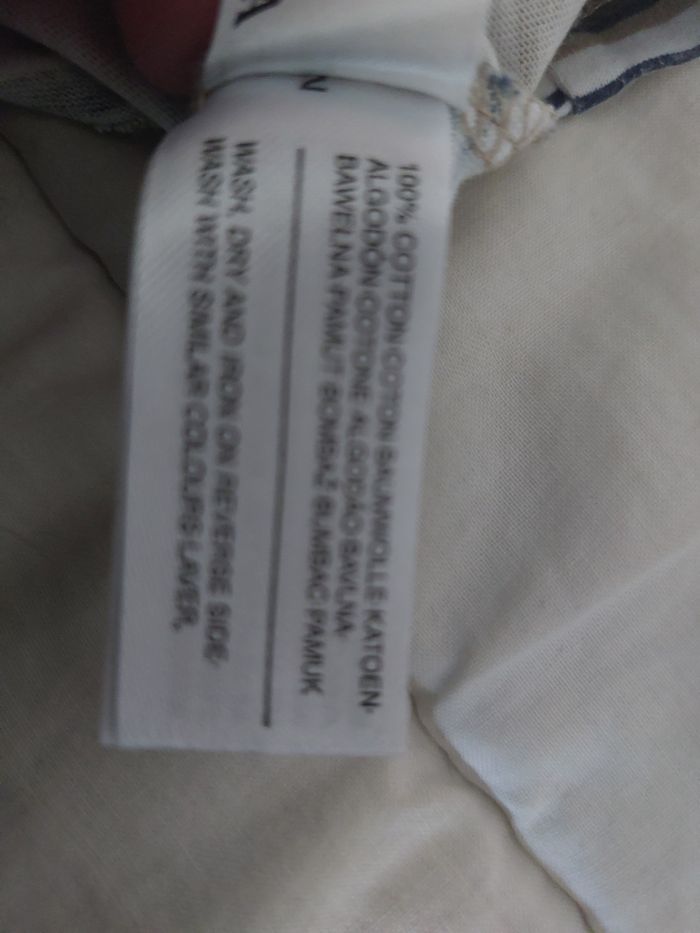 100% COTTON COTON BAUMWOLLE KATOEN-
ALGODÓN COTONE ALGODÃO BAVLNA-
BAWEŁNA PAMUT BOMBAŽ BUMBAC PAMUK
WASH, DRY AND IRON ON REVERSE SIDE-
WASH WITH SIMILAR COLOURS